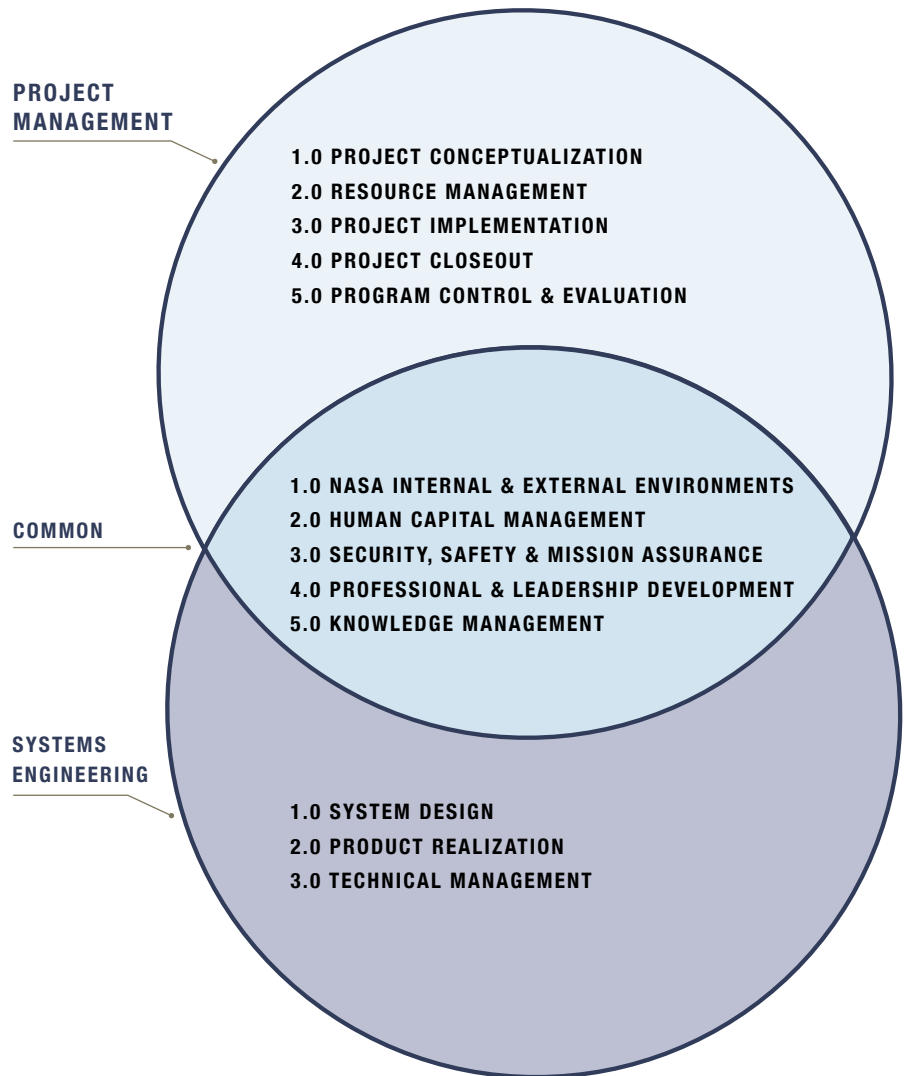 PROJECT
MANAGEMENT
1.0 PROJECT CONCEPTUALIZATION
2.0 RESOURCE MANAGEMENT
3.0 PROJECT IMPLEMENTATION
4.0 PROJECT CLOSEOUT
5.0 PROGRAM CONTROL & EVALUATION
COMMON
1.0 NASA INTERNAL & EXTERNAL ENVIRONMENTS
2.0 HUMAN CAPITAL MANAGEMENT
3.0 SECURITY, SAFETY & MISSION ASSURANCE
4.0 PROFESSIONAL & LEADERSHIP DEVELOPMENT
5.0 KNOWLEDGE MANAGEMENT
SYSTEMS
ENGINEERING
1.0 SYSTEM DESIGN
2.0 PRODUCT REALIZATION
3.0 TECHNICAL MANAGEMENT